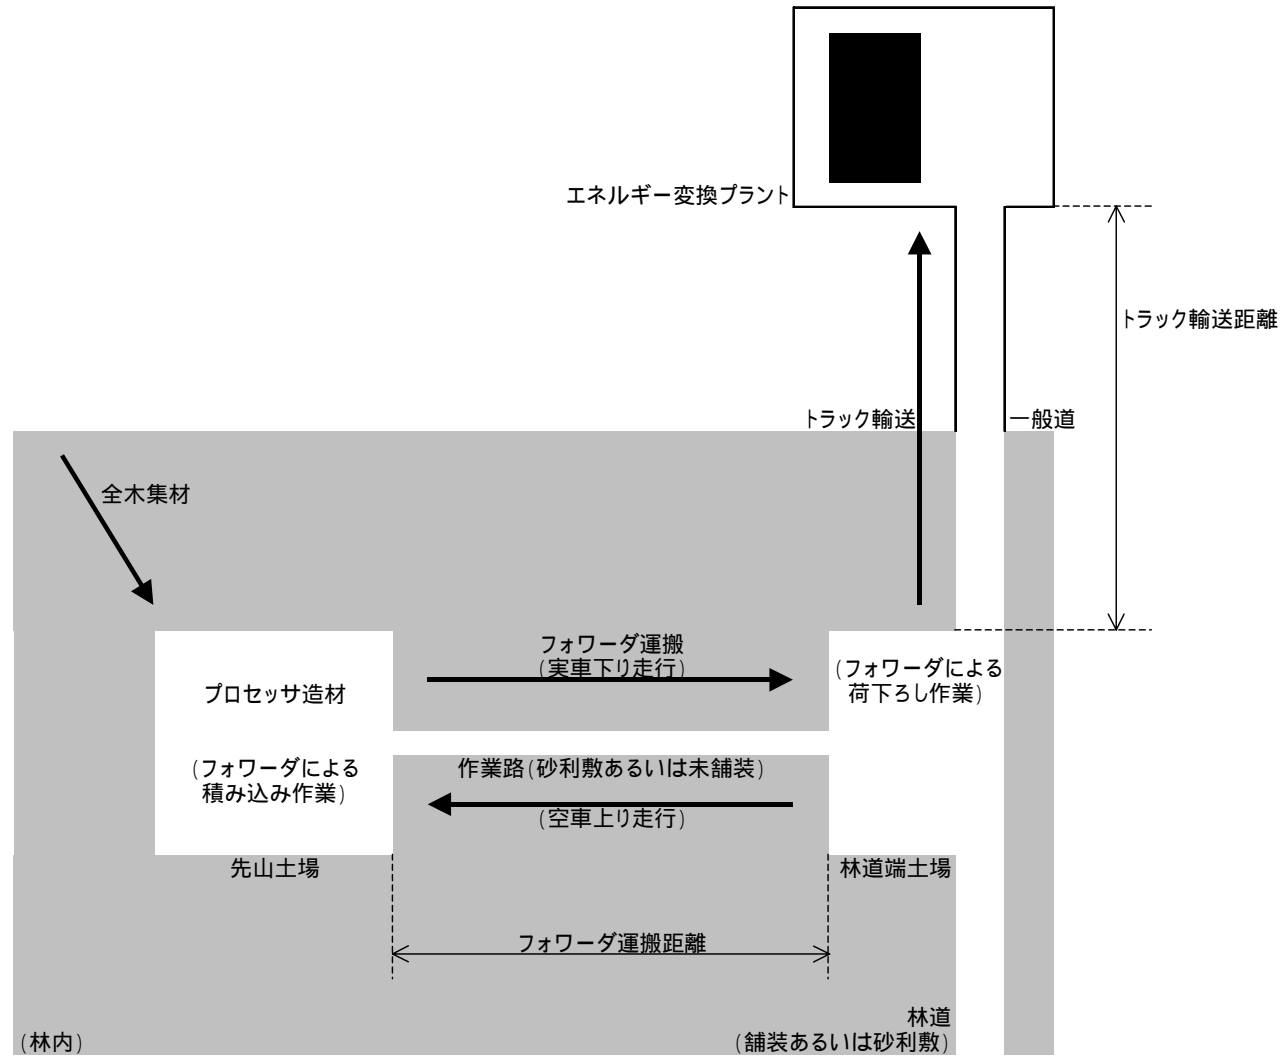 エネルギー変換プラント
トラック輸送距離
トラック輸送
一般道
全木集材
フォワーダ運搬
(実車下り走行)
(フォワーダによる
荷下ろし作業)
プロセッサ造材
(フォワーダによる
積み込み作業)
作業路(砂利敷あるいは未舗装)
(空車上り走行)
先山土場
林道端土場
フォワーダ運搬距離
林道
(舗装あるいは砂利敷)
(林内)